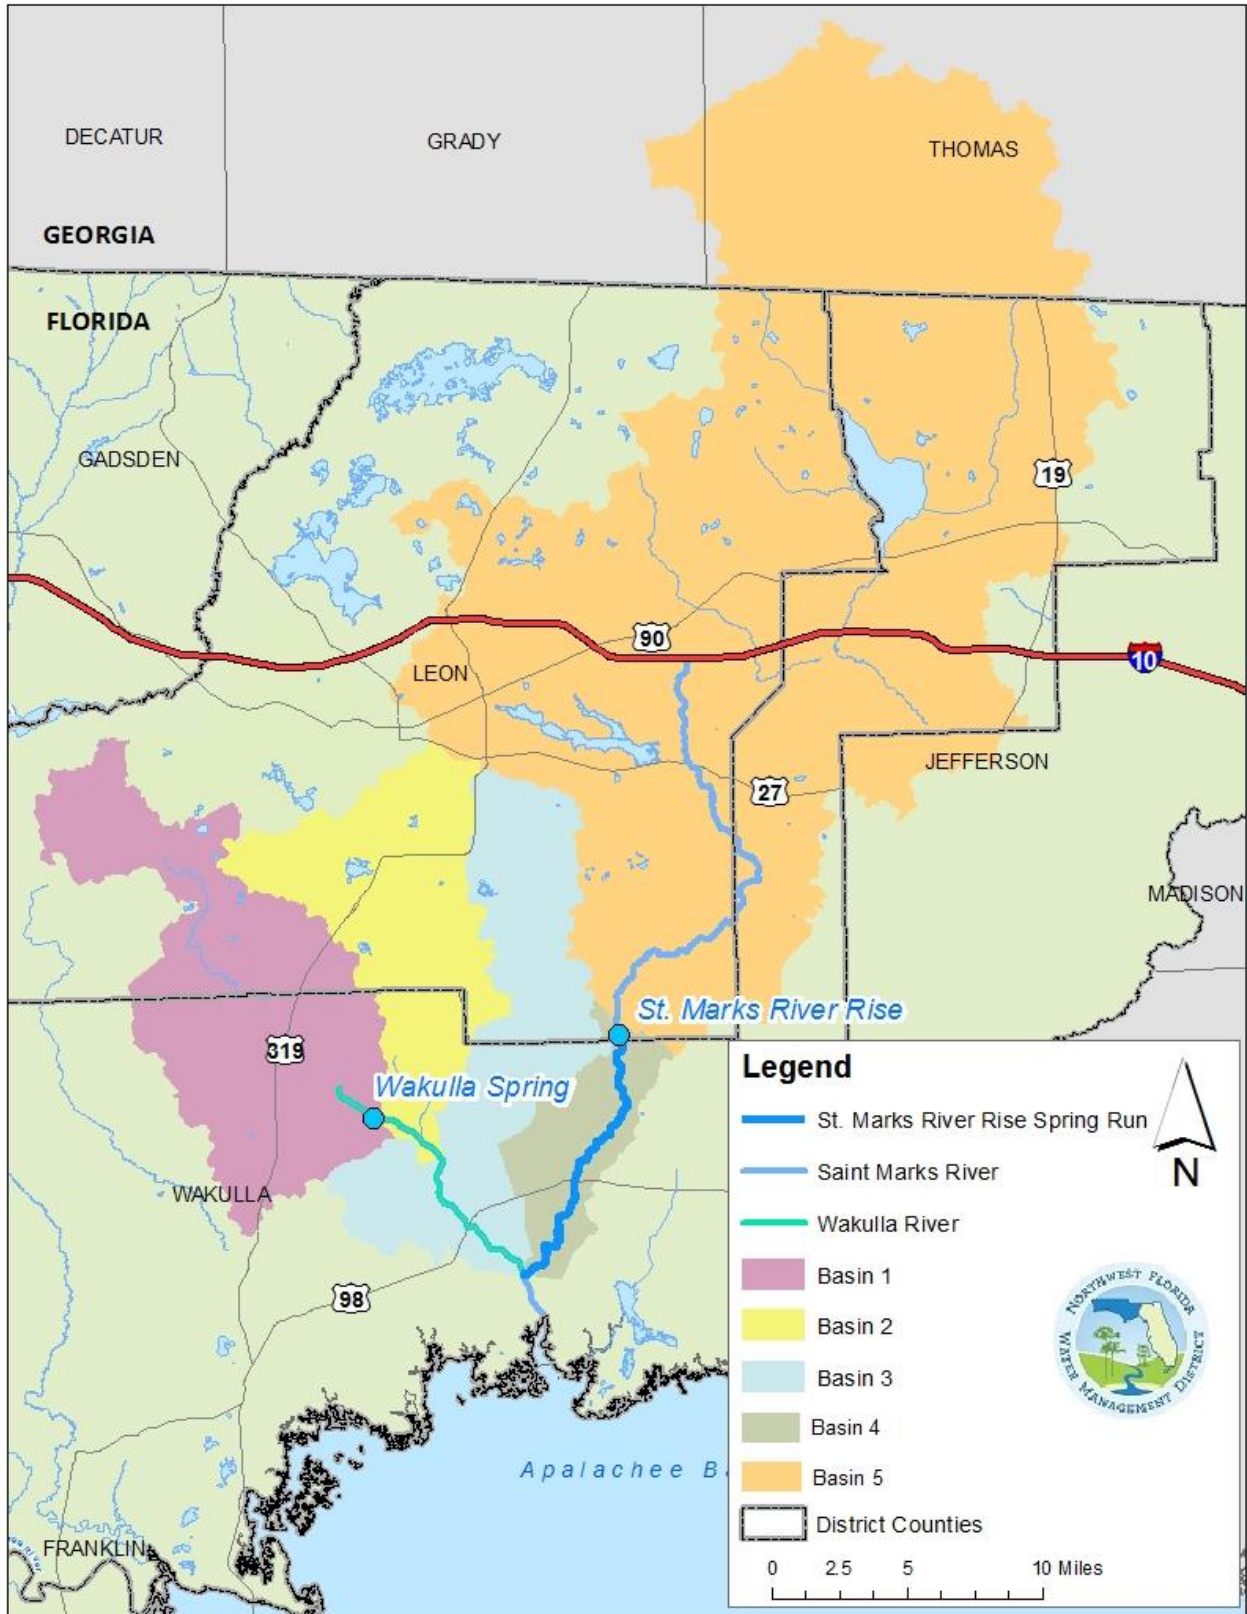 DECATUR
GRADY
THOMAS
GEORGIA
FLORIDA
GADSDEN
19
90
LEON
10
JEFFERSON
27
MADISON
St. Marks River Rise
319
Wakulla Spring
WAKULLA
98
Apalachee B
FRANKLIN
Legend
St. Marks River Rise Spring Run
Saint Marks River
N
Wakulla River
Basin 1
Basin 2
Basin 3
Basin 4
Basin 5
District Counties
NORTHWEST FLORIDA
WATER MANAGEMENT DISTRICT
0 2.5 5 10 Miles